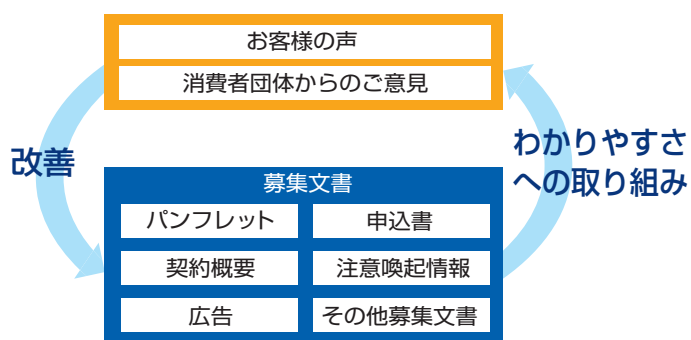 お客様の声
消費者団体からのご意見
改善
わかりやすさ
への取り組み
募集文書
パンフレット
申込書
契約概要
注意喚起情報
広告
その他募集文書